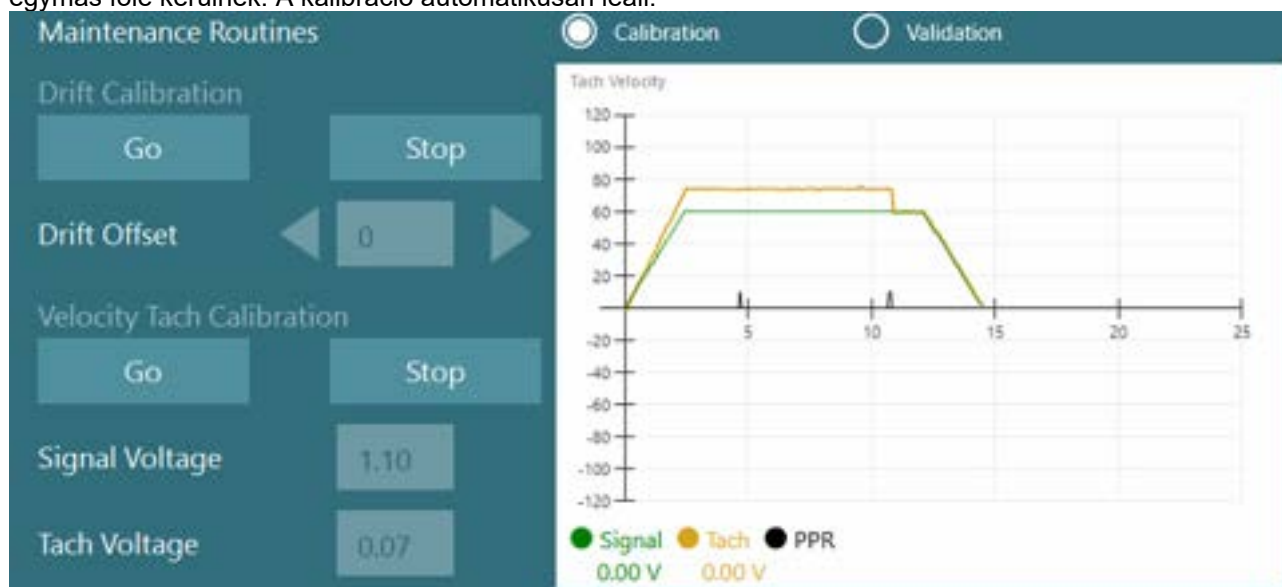 egymás fölé kerülnek. A kalibráció automatikusan leáll.
Maintenance Routines
Calibration
Validation
Drift Calibration
Go
Stop
Drift Offset
0
Velocity Tach Calibration
Go
Stop
Signal Voltage
1.10
Tach Voltage
0.07
Tach Velocity
120
100
80
60
40
20
-20
-40
-60
-80
-100
-120
5
10
15
20
25
Signal
Tach
PPR
0.00 V
0.00 V